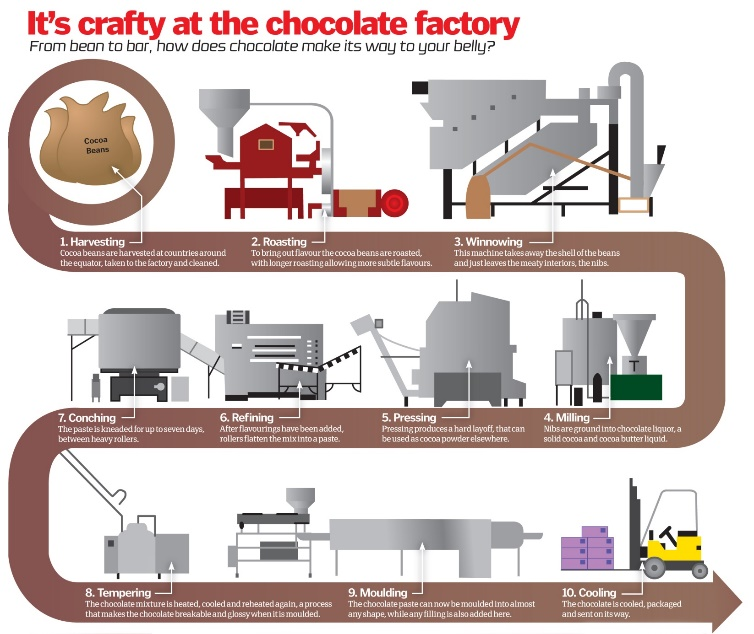 It's crafty at the chocolate factory
From bean to bar, how does chocolate make its way to your belly?
Cocoa
Beans
1. Harvesting
Cocoa beans are harvested at countries around
the equator, taken to the factory and cleaned.
2. Roasting
To bring out flavour the cocoa beans are roasted,
with longer roasting allowing more subtle flavours.
3. Winnowing
This machine takes away the shell of the beans
and just leaves the meaty interiors, the nibs.
4. Milling
Nibs are ground into chocolate liquor, a
solid cocoa and cocoa butter liquid.
5. Pressing
Pressing produces a hard layoff, that can
be used as cocoa powder elsewhere.
6. Refining
After flavourings have been added,
rollers flatten the mix into a paste.
7. Conching
The paste is kneaded for up to seven days,
between heavy rollers.
8. Tempering
The chocolate mixture is heated, cooled and reheated again, a process
that makes the chocolate breakable and glossy when it is moulded.
9. Moulding
The chocolate paste can now be moulded into almost
any shape, while any filling is also added here.
10. Cooling
The chocolate is cooled, packaged
and sent on its way.